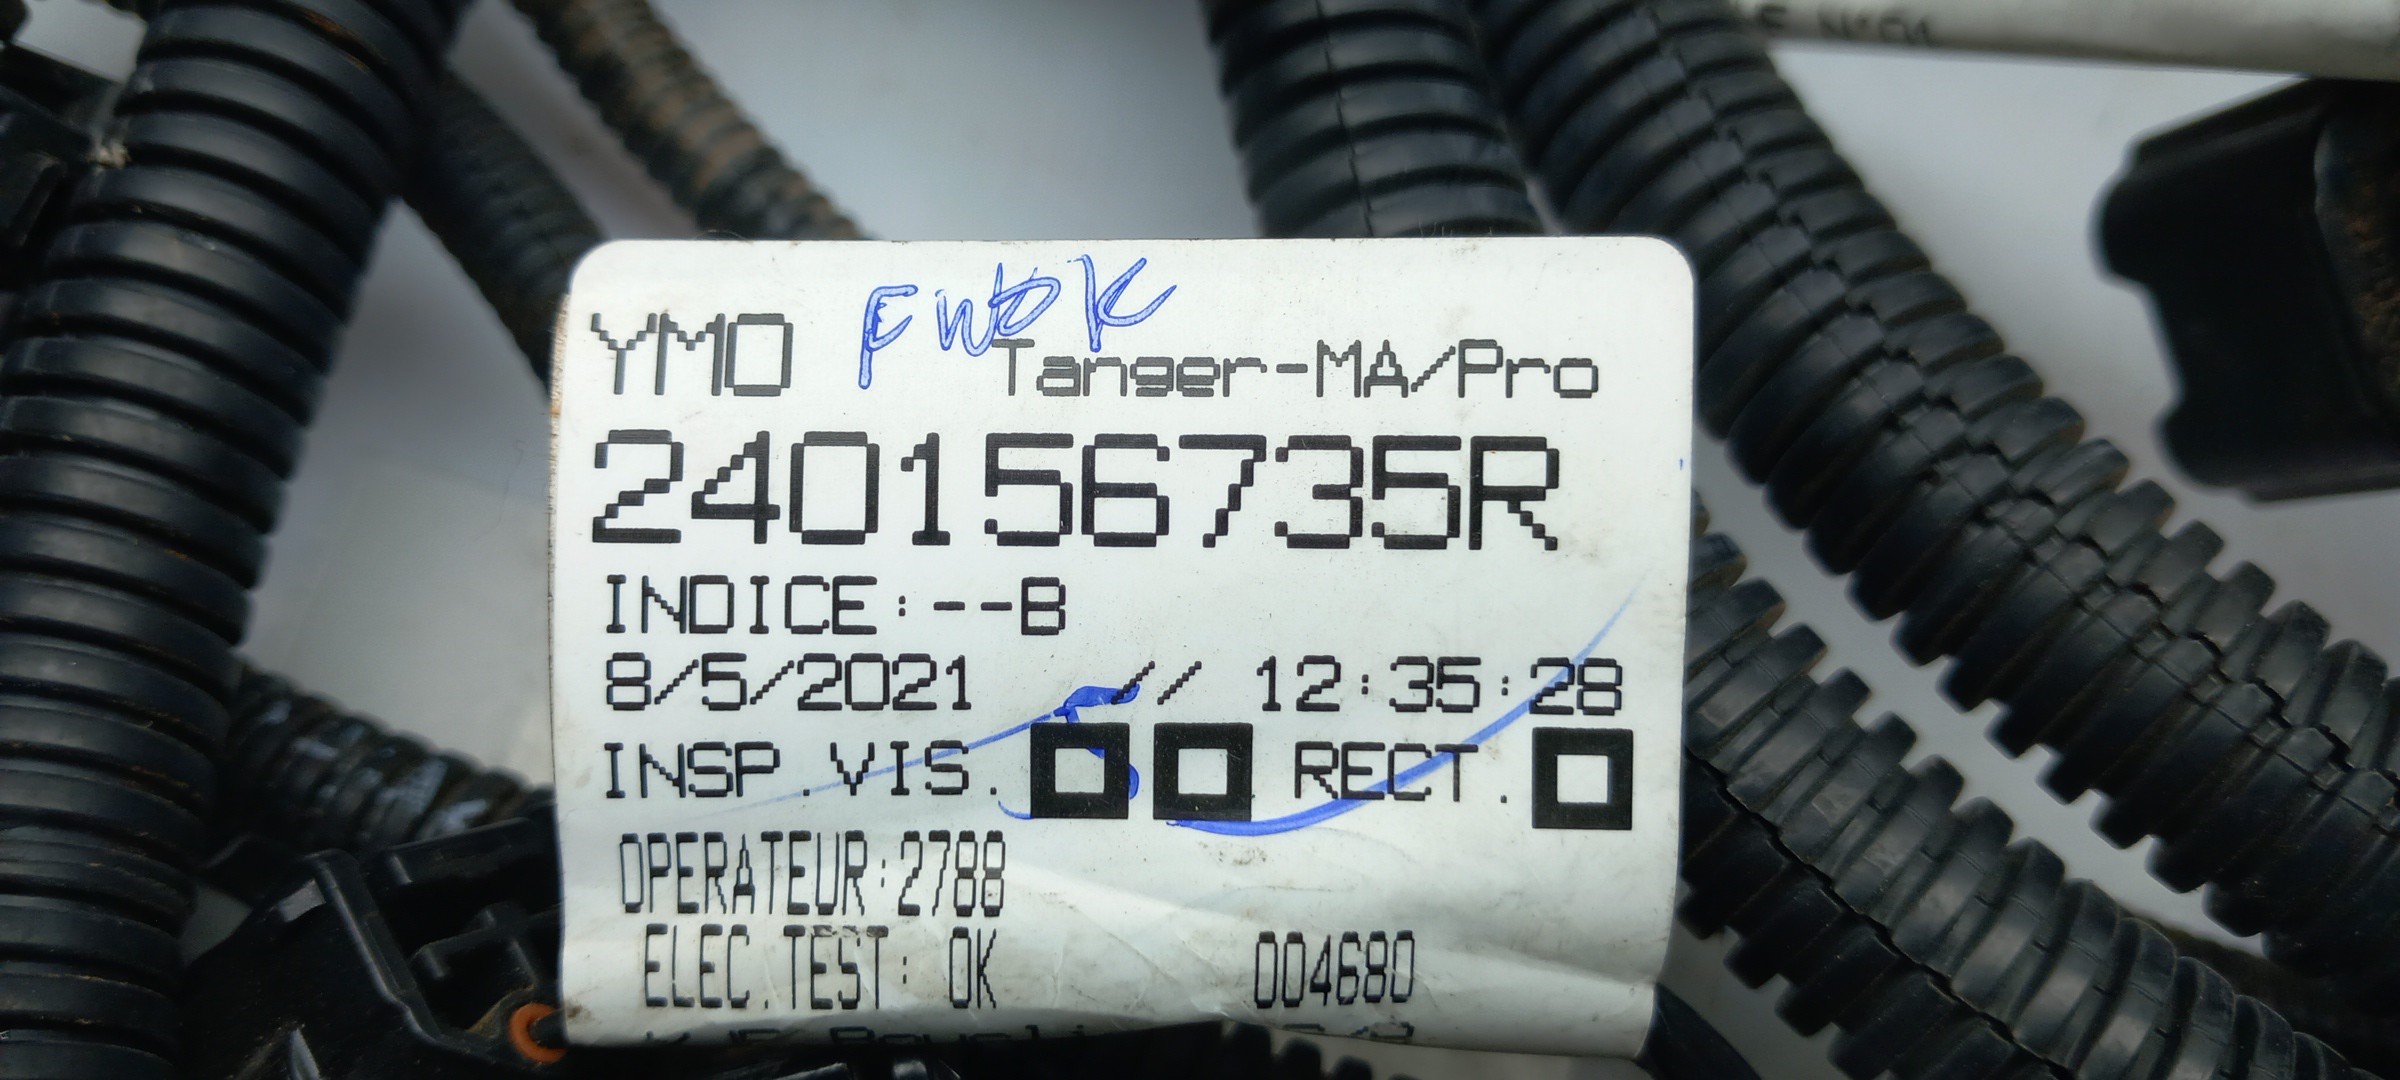 YMO Tanger-MA/Pro
240156735R
INDICE:--B
8/5/2021 // 12:35:28
INSP.VIS. RECT.
OPERATEUR:2788
ELEC.TEST: OK 004680